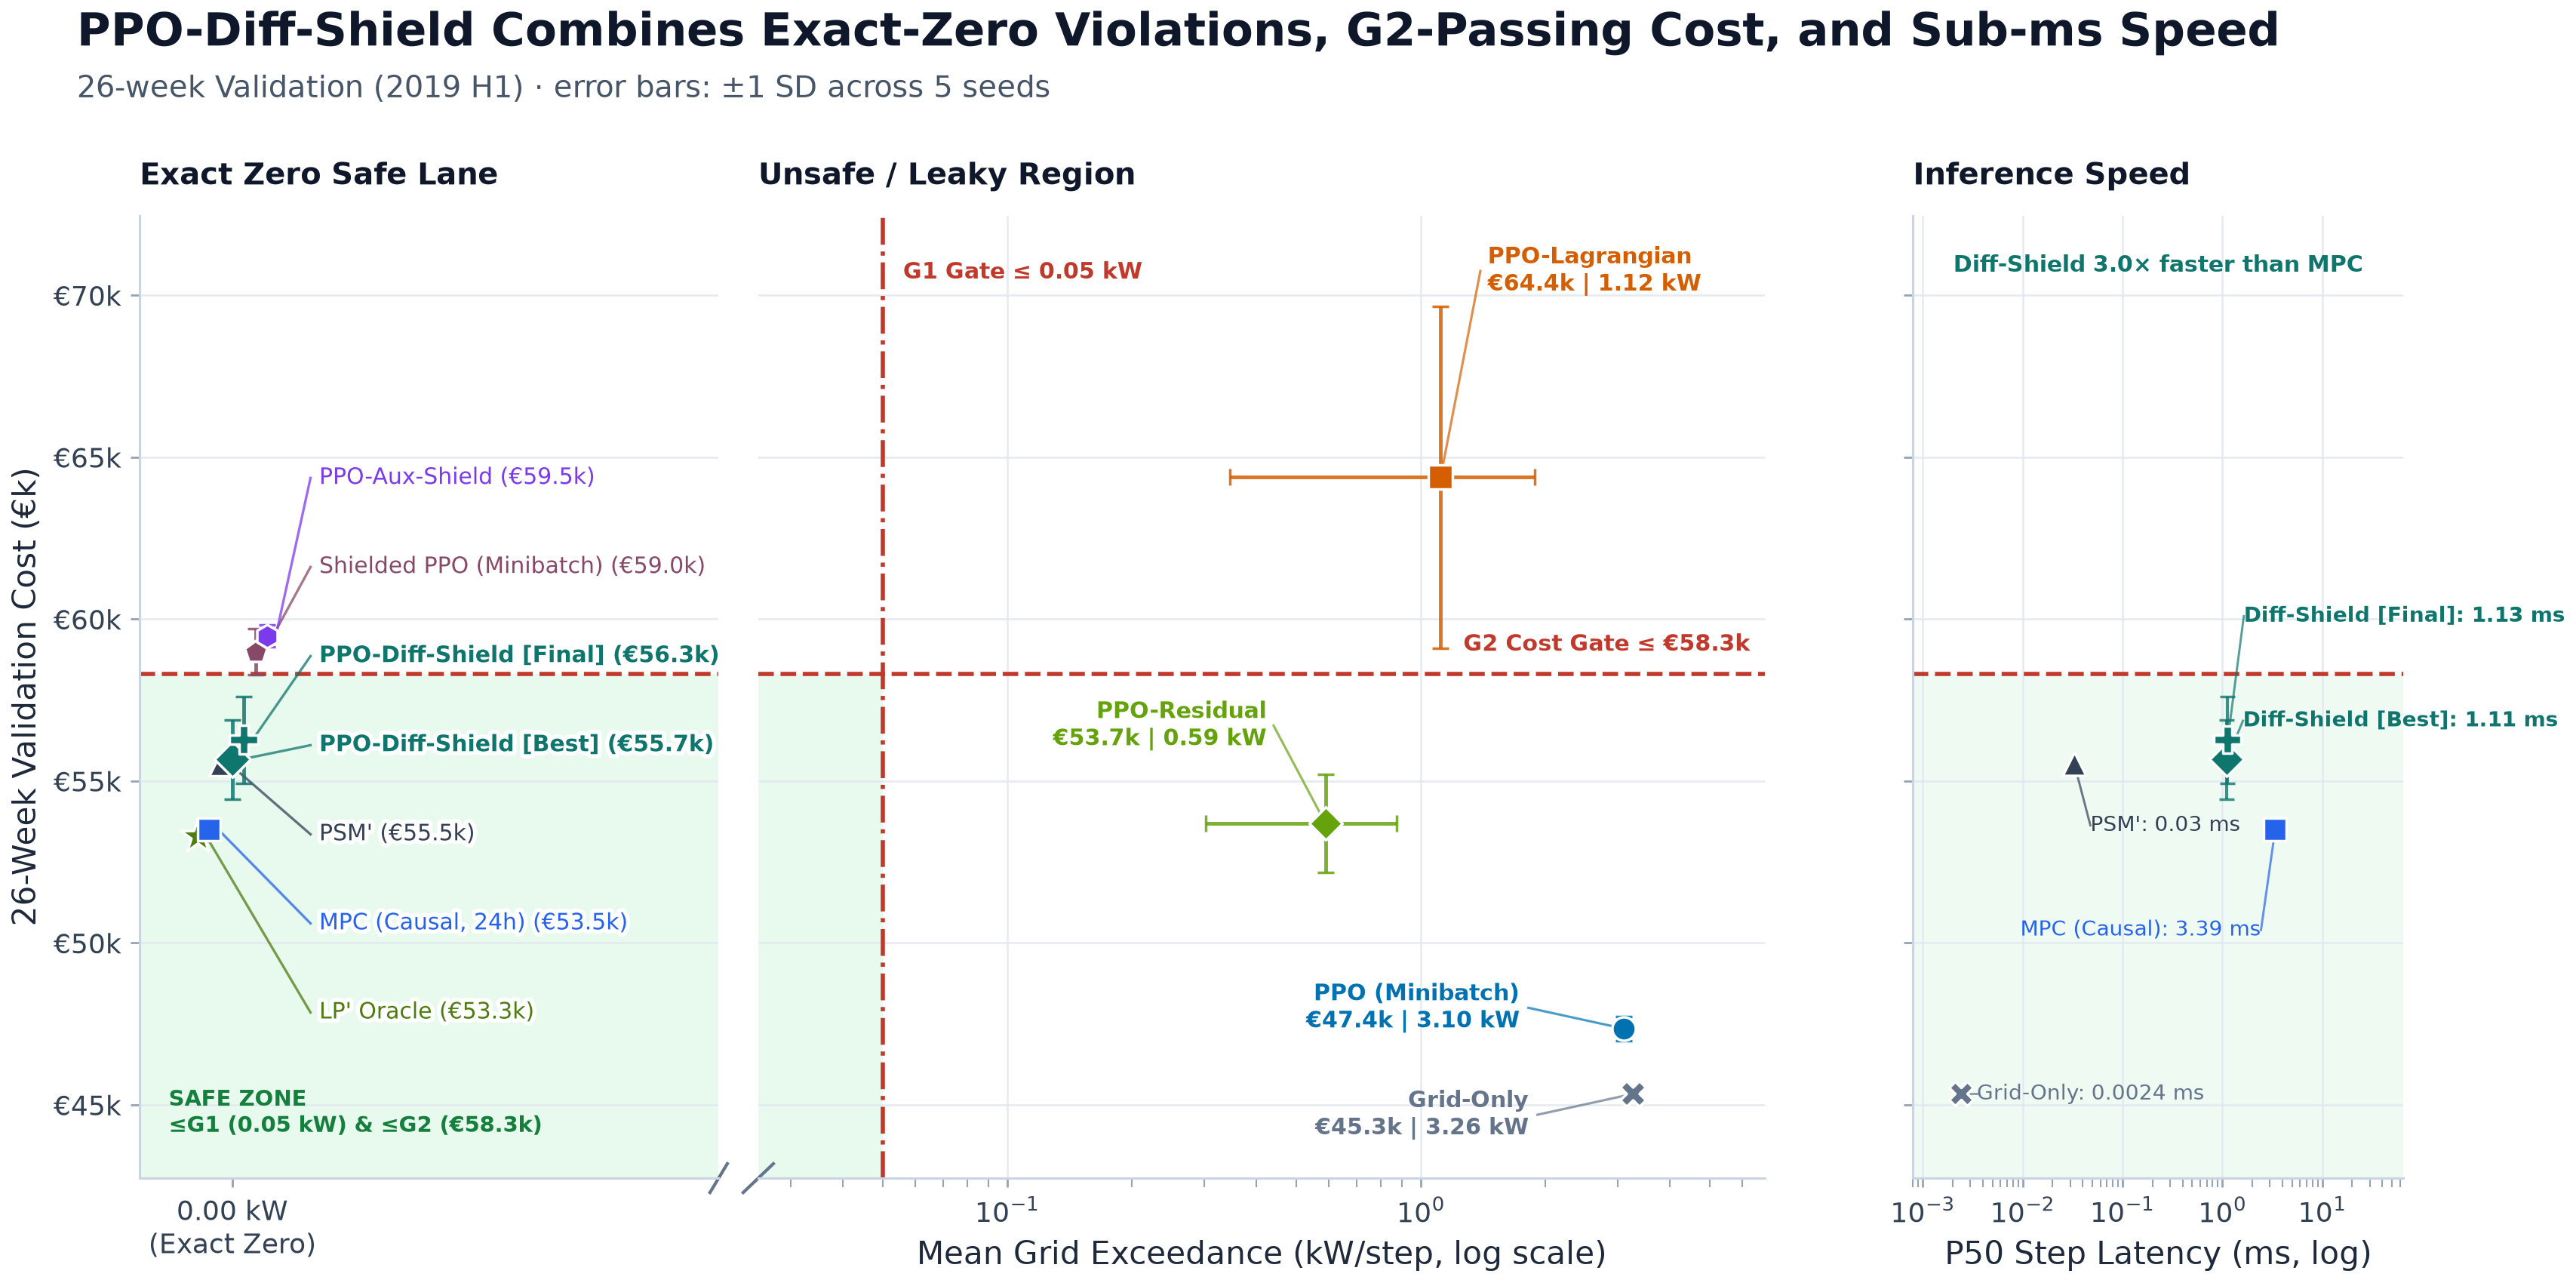 PPO-Diff-Shield Combines Exact-Zero Violations, G2-Passing Cost, and Sub-ms Speed
26-week Validation (2019 H1) · error bars: ±1 SD across 5 seeds
Exact Zero Safe Lane
26-Week Validation Cost (€k)
€70k
€65k
€60k
€55k
€50k
€45k
PPO-Aux-Shield (€59.5k)
Shielded PPO (Minibatch) (€59.0k)
PPO-Diff-Shield [Final] (€56.3k)
PPO-Diff-Shield [Best] (€55.7k)
PSM' (€55.5k)
MPC (Causal, 24h) (€53.5k)
LP' Oracle (€53.3k)
SAFE ZONE
≤G1 (0.05 kW) & ≤G2 (€58.3k)
0.00 kW
(Exact Zero)
Unsafe / Leaky Region
G1 Gate ≤ 0.05 kW
PPO-Lagrangian
€64.4k | 1.12 kW
G2 Cost Gate ≤ €58.3k
PPO-Residual
€53.7k | 0.59 kW
PPO (Minibatch)
€47.4k | 3.10 kW
Grid-Only
€45.3k | 3.26 kW
10⁻¹
10⁰
Mean Grid Exceedance (kW/step, log scale)
Inference Speed
Diff-Shield 3.0× faster than MPC
Diff-Shield [Final]: 1.13 ms
Diff-Shield [Best]: 1.11 ms
PSM': 0.03 ms
MPC (Causal): 3.39 ms
Grid-Only: 0.0024 ms
10⁻³
10⁻²
10⁻¹
10⁰
10¹
P50 Step Latency (ms, log)